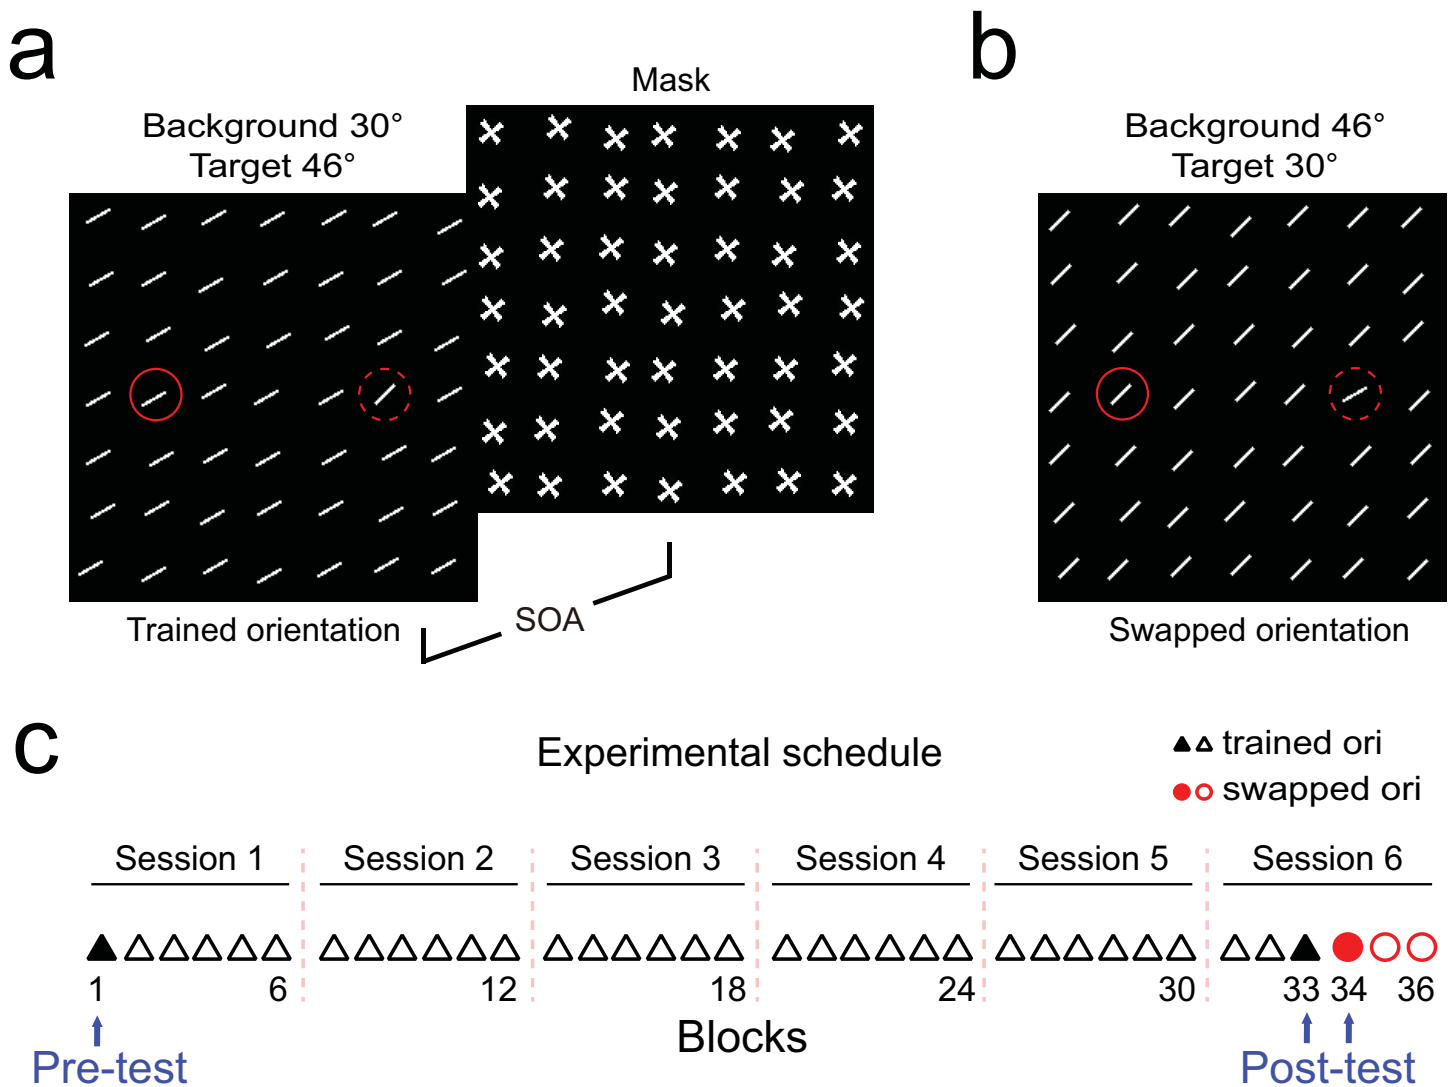 a
Background 30°
Target 46°
Mask
Trained orientation
SOA
b
Background 46°
Target 30°
Swapped orientation
c
Experimental schedule
trained ori
swapped ori
Session 1
Session 2
Session 3
Session 4
Session 5
Session 6
1 6 12 18 24 30 33 34 36
Blocks
Pre-test
Post-test